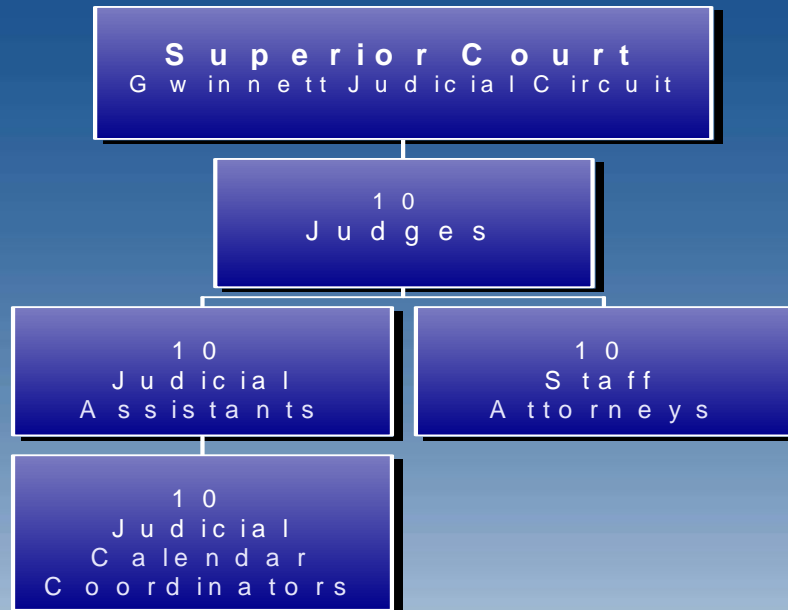 Superior Court
Gwinnett Judicial Circuit
10
Judges
10
Judicial
Assistants
10
Staff
Attorneys
10
Judicial
Calendar
Coordinators